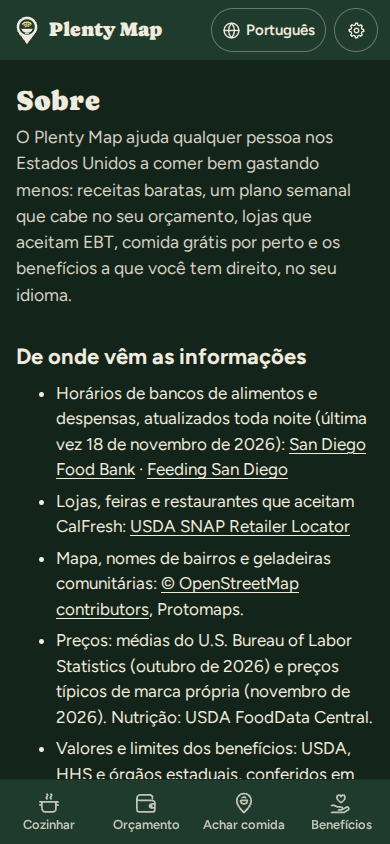 Plenty Map
Português
Sobre
O Plenty Map ajuda qualquer pessoa nos
Estados Unidos a comer bem gastando
menos: receitas baratas, um plano semanal
que cabe no seu orçamento, lojas que
aceitam EBT, comida grátis por perto e os
benefícios a que você tem direito, no seu
idioma.
De onde vêm as informações
• Horários de bancos de alimentos e
despensas, atualizados toda noite (última
vez 18 de novembro de 2026): San Diego
Food Bank · Feeding San Diego
• Lojas, feiras e restaurantes que aceitam
CalFresh: USDA SNAP Retailer Locator
• Mapa, nomes de bairros e geladeiras
comunitárias: © OpenStreetMap
contributors, Protomaps.
• Preços: médias do U.S. Bureau of Labor
Statistics (outubro de 2026) e preços
típicos de marca própria (novembro de
2026). Nutrição: USDA FoodData Central.
• Valores e limites dos benefícios: USDA,
HHS e órgãos estaduais, conferidos em
Cozinhar
Orçamento
Achar comida
Benefícios